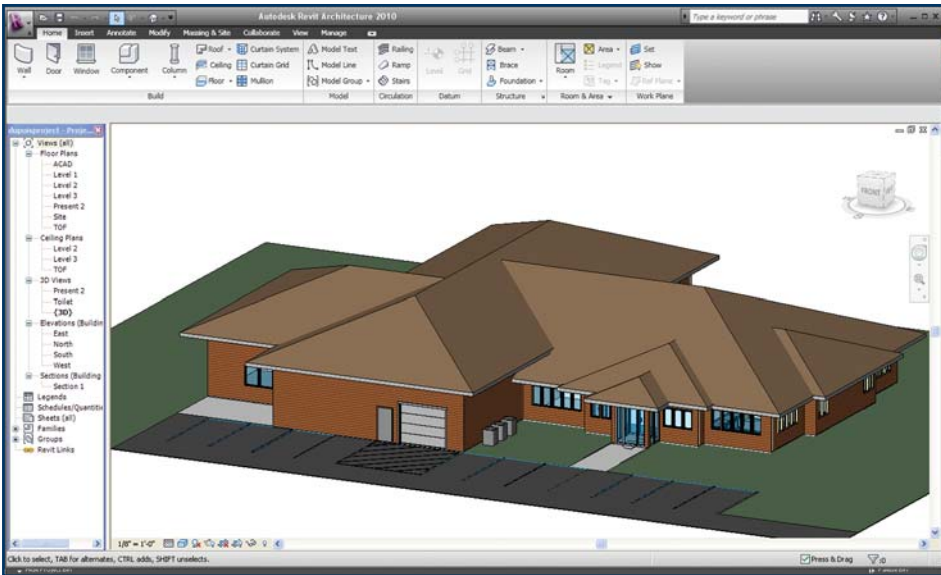 Autodesk Revit Architecture 2010
Type a keyword or phrase
Home Insert Annotate Modify Massing & Site Collaborate View Manage
Wall Door Window Component Column
Roof Curtain System
Ceiling Curtain Grid
Floor Mullion
Build
Model Text
Model Line
Model Group
Model
Railing
Ramp
Stairs
Circulation
Level Grid
Datum
Beam
Brace
Foundation
Structure
Room
Area
Legend
Tag
Room & Area
Set
Show
Ref Plane
Work Plane
Views (all)
Floor Plans
ACAD
Level 1
Level 2
Level 3
Present 2
Site
TOF
Ceiling Plans
Level 2
Level 3
TOF
3D Views
Present 2
Toilet
{3D}
Elevations (Buildin
East
North
South
West
Sections (Building
Section 1
Legends
Schedules/Quantitie
Sheets (all)
Families
Groups
Revit Links
FRONT
1/8" = 1'-0"
Click to select, TAB for alternates, CTRL adds, SHIFT unselects.
Press & Drag
:0